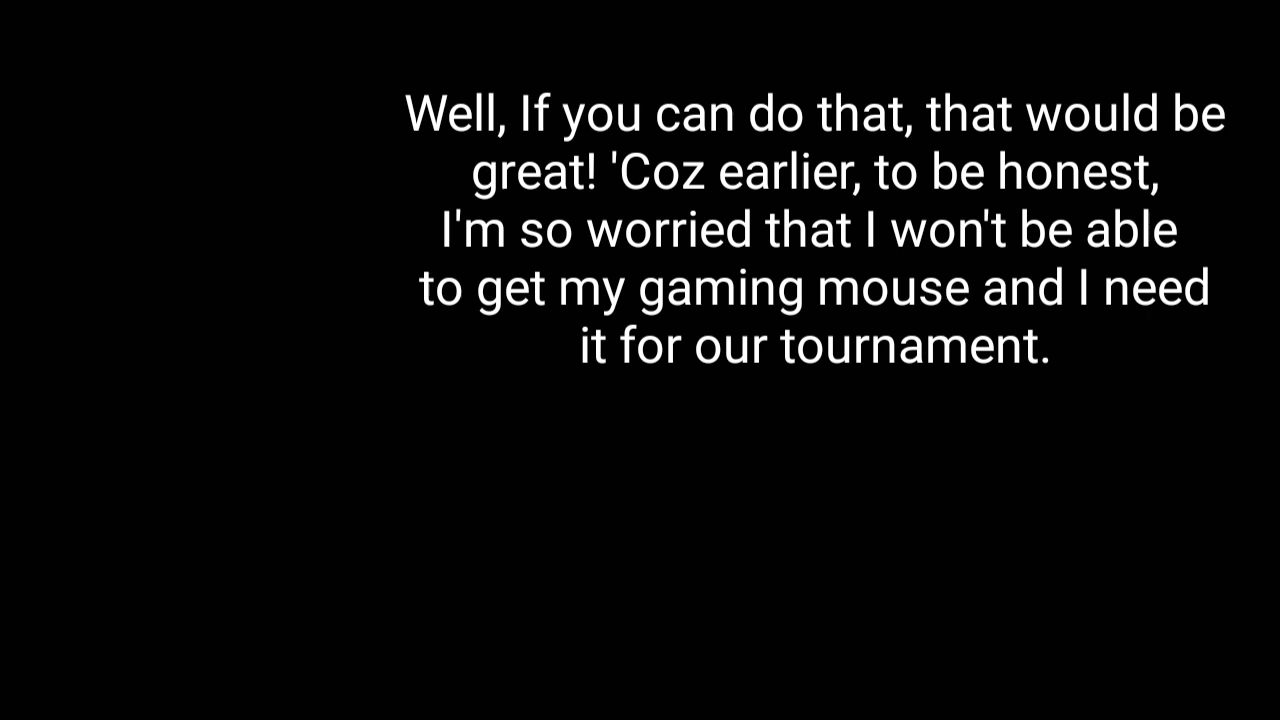 Well, If you can do that, that would be
great! 'Coz earlier, to be honest,
I'm so worried that I won't be able
to get my gaming mouse and I need
it for our tournament.